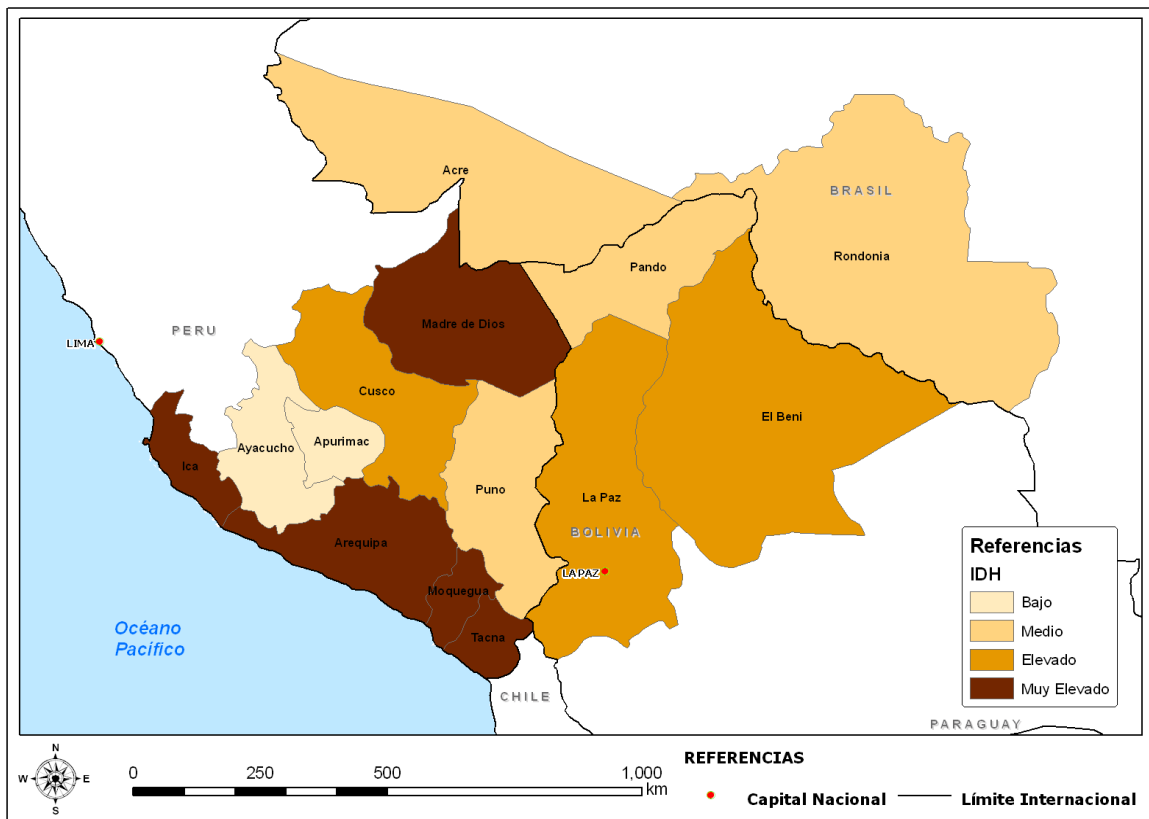 Acre
BRASIL
Rondonia
Pando
Madre de Dios
PERU
LIMA
Cusco
El Beni
Apurimac
Ayacucho
Ica
Puno
La Paz
BOLIVIA
Arequipa
LA PAZ
Moquegua
Tacna
Océano
Pacífico
CHILE
PARAGUAY
Referencias
IDH
Bajo
Medio
Elevado
Muy Elevado
N
W E
S
0 250 500 1,000
km
REFERENCIAS
Capital Nacional Límite Internacional